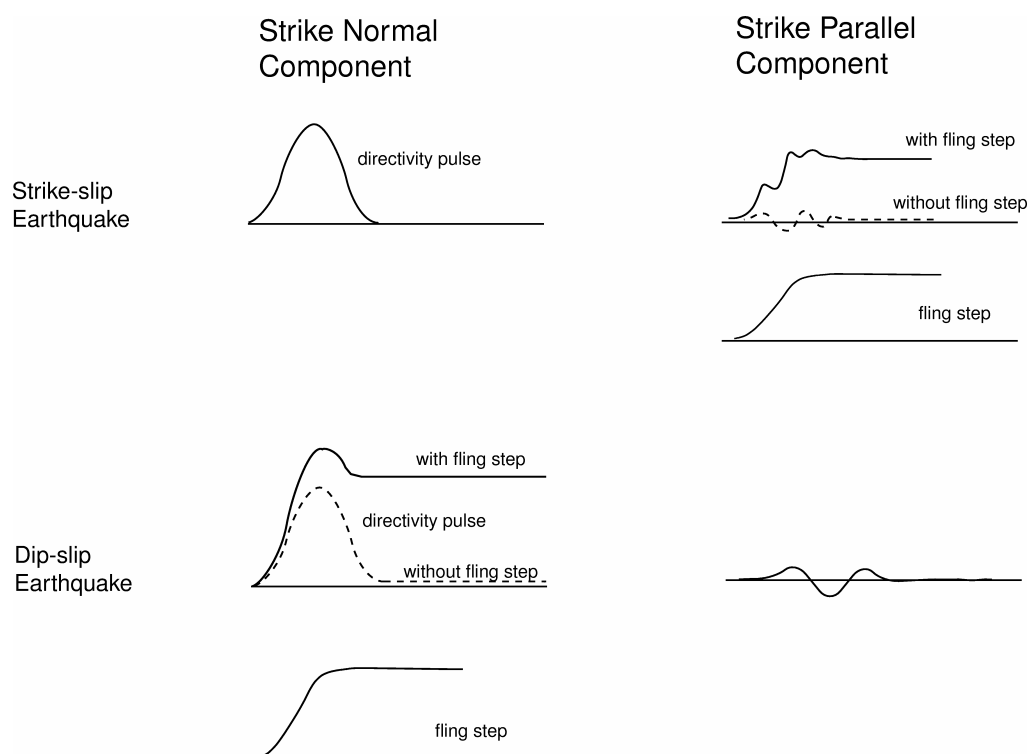 Strike Normal
Component
Strike Parallel
Component
Strike-slip
Earthquake
directivity pulse
with fling step
without fling step
fling step
Dip-slip
Earthquake
with fling step
directivity pulse
without fling step
fling step